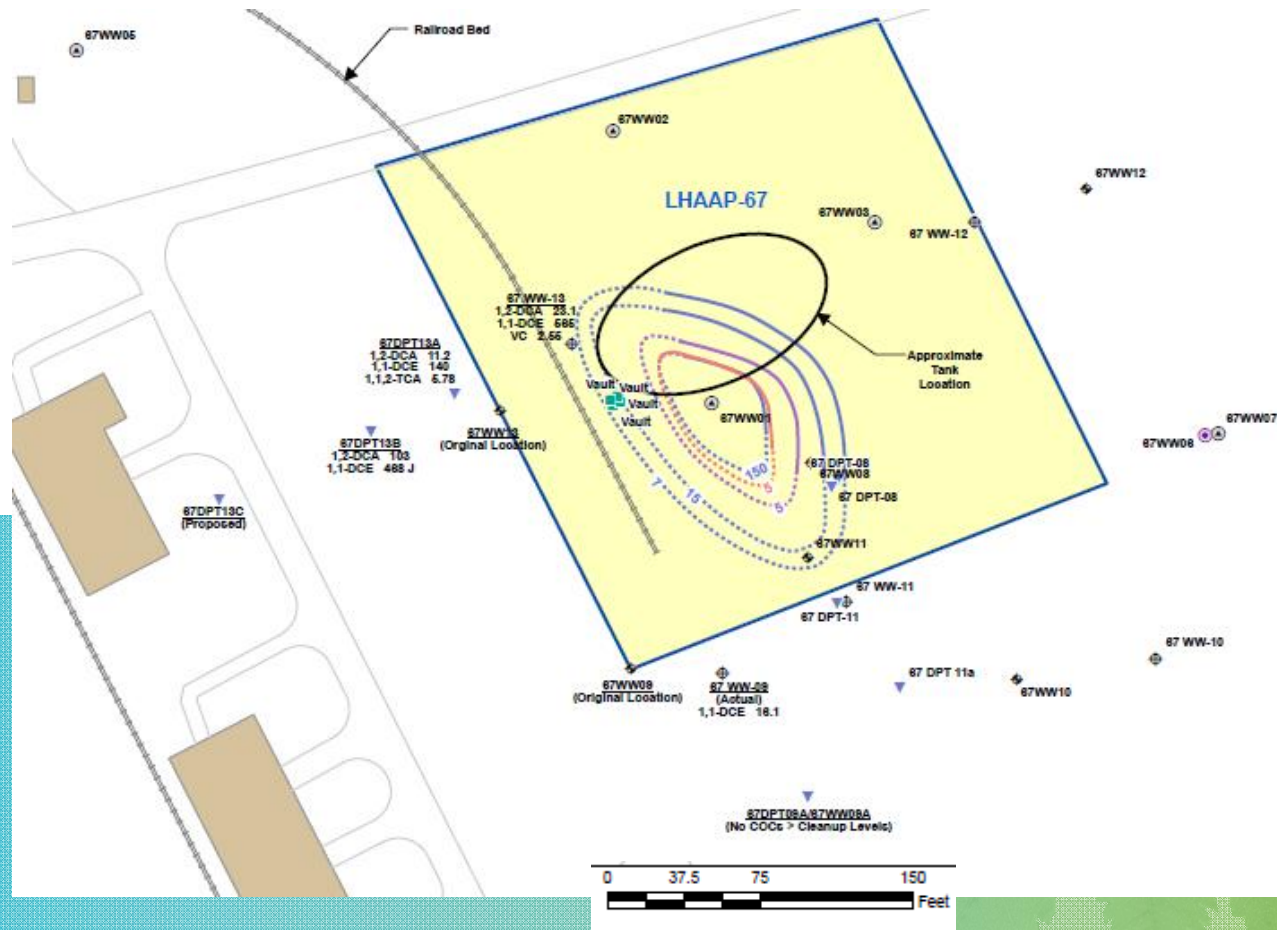 67WW05
Railroad Bed
67WW02
67WW12
LHAAP-67
67WW03
67 WW-12
67 WW-13
1,2-DCA 23.1
1,1-DCE 565
VC 2.55
67DPT13A
1,2-DCA 11.2
1,1-DCE 140
1,1,2-TCA 5.78
Approximate
Tank
Location
Vault
Vault
Vault
Vault
67WW01
67WW13
(Orginal Location)
67DPT13B
1,2-DCA 103
1,1-DCE 468 J
67WW07
67WW06
67 DPT-08
67WW08
67 DPT-08
150
5
5
15
7
67DPT13C
(Proposed)
67WW11
67 WW-11
67 DPT-11
67 WW-10
67WW09
(Original Location)
67 WW-09
(Actual)
1,1-DCE 16.1
67 DPT 11a
67WW10
67DPT09A/67WW09A
(No COCs > Cleanup Levels)
0 37.5 75 150
Feet